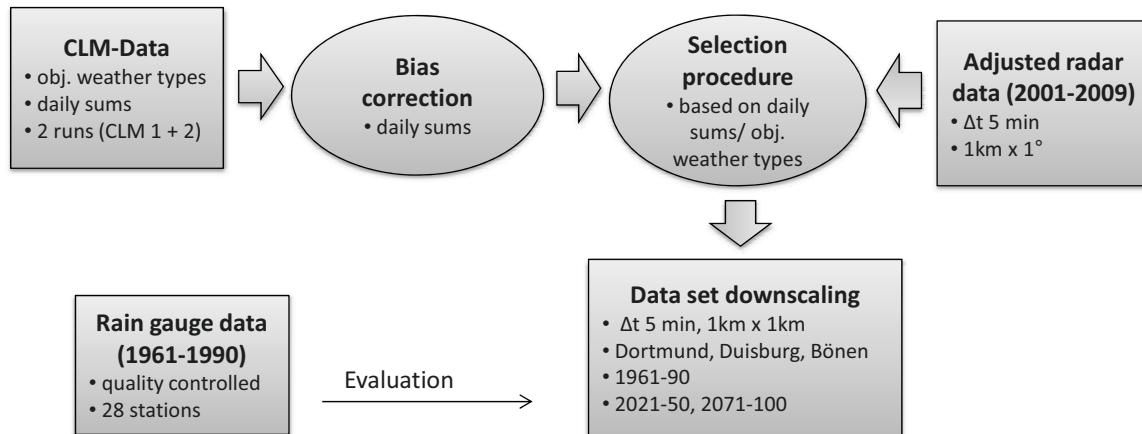 CLM-Data
• obj. weather types
• daily sums
• 2 runs (CLM 1 + 2)
Bias
correction
• daily sums
Selection
procedure
• based on daily
sums/ obj.
weather types
Adjusted radar
data (2001-2009)
• Δt 5 min
• 1km x 1°
Rain gauge data
(1961-1990)
• quality controlled
• 28 stations
Evaluation
Data set downscaling
• Δt 5 min, 1km x 1km
• Dortmund, Duisburg, Bönen
• 1961-90
• 2021-50, 2071-100